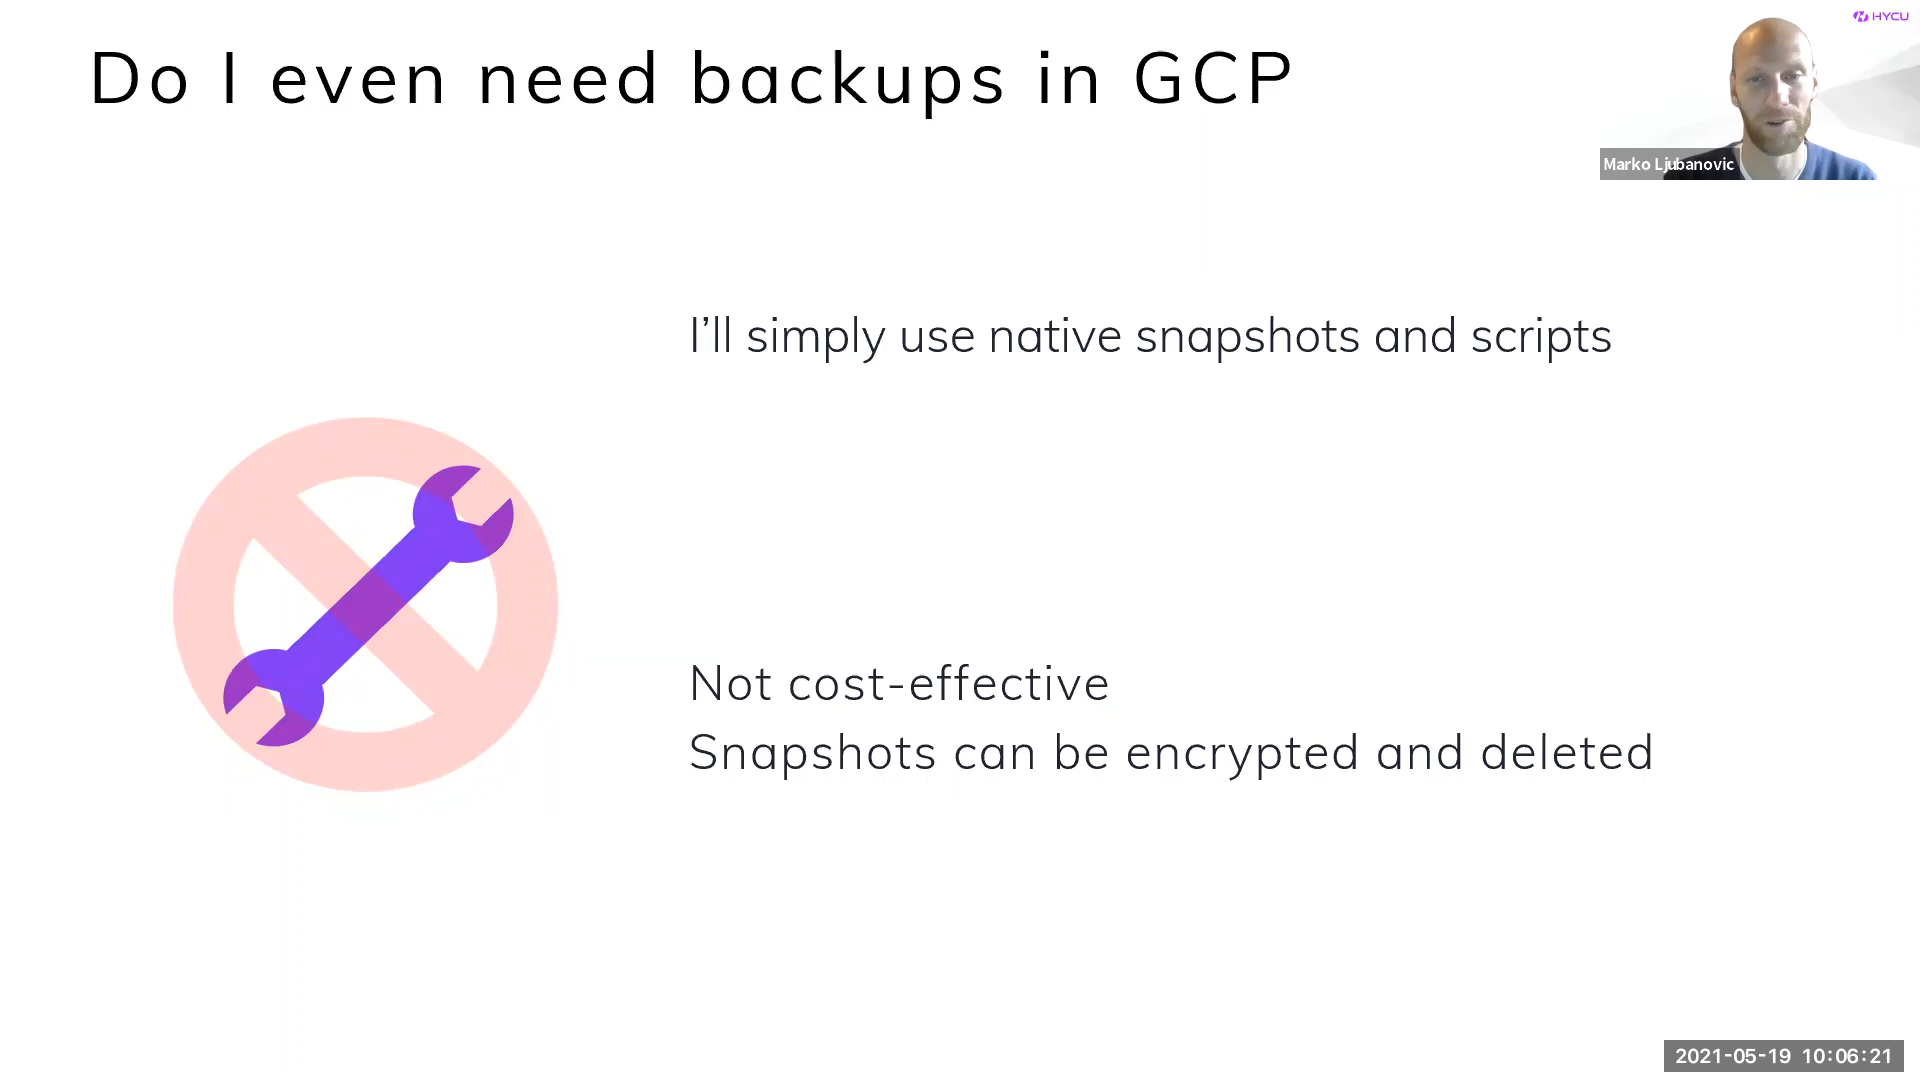 HYCU
Do I even need backups in GCP
Marko Ljubanovic
I’ll simply use native snapshots and scripts
Not cost-effective
Snapshots can be encrypted and deleted
2021-05-19 10:06:21